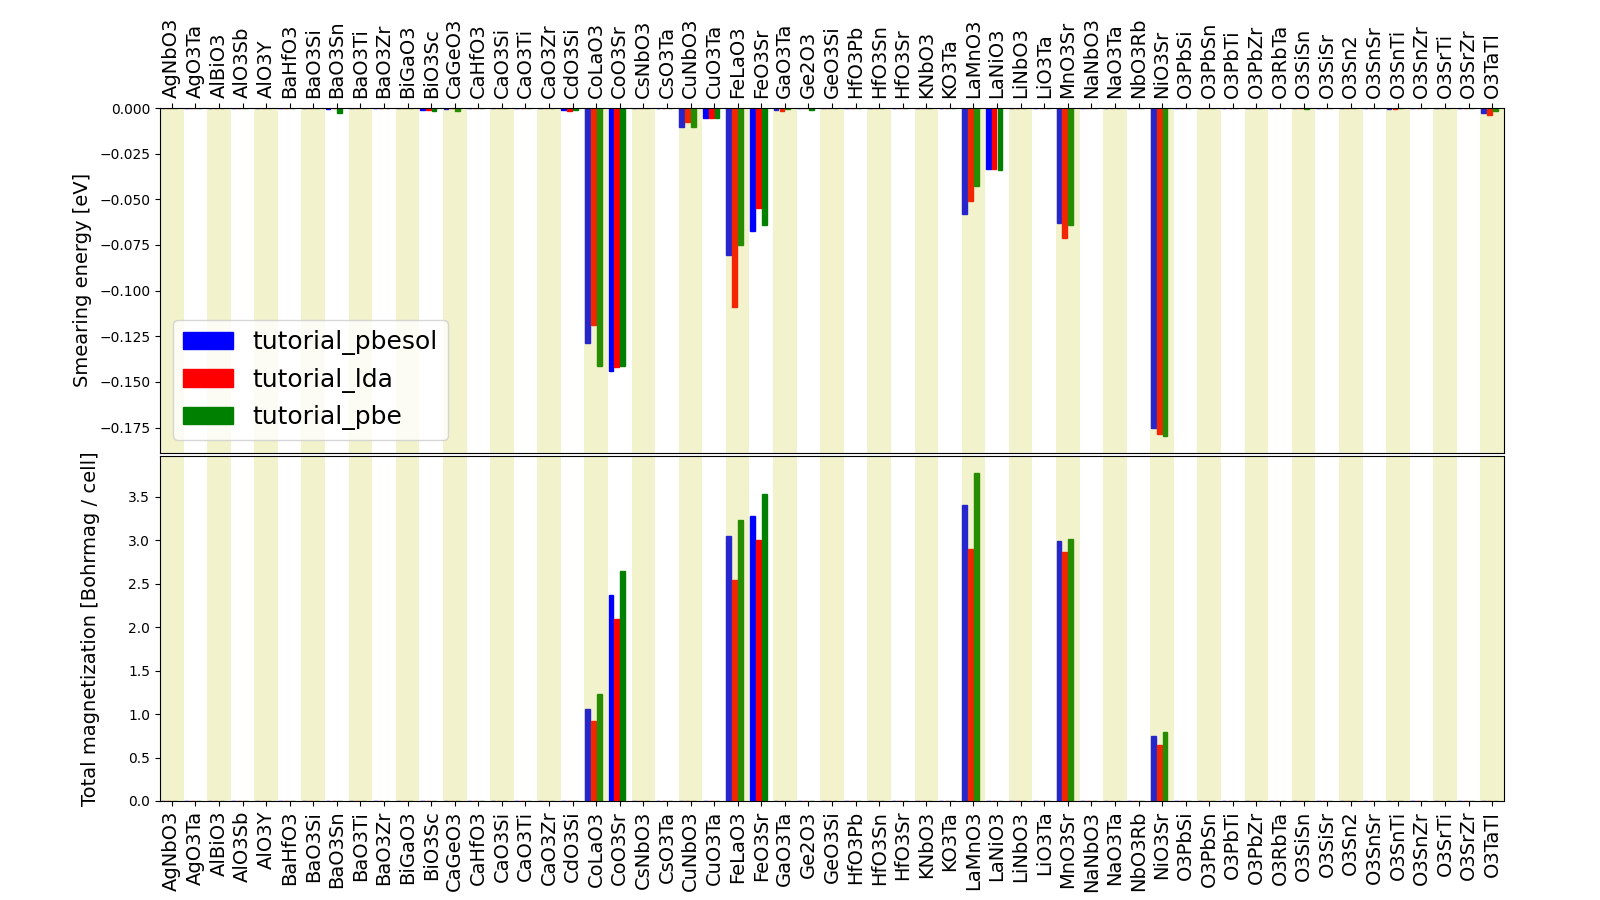 AgNbO3
AgO3Ta
AlBiO3
AlO3Sb
AlO3Y
BaHfO3
BaO3Si
BaO3Sn
BaO3Ti
BaO3Zr
BiGaO3
BiO3Sc
CaGeO3
CaHfO3
CaO3Si
CaO3Ti
CaO3Zr
CdO3Si
CoLaO3
CoO3Sr
CsNbO3
CsO3Ta
CuNbO3
CuO3Ta
FeLaO3
FeO3Sr
GaO3Ta
Ge2O3
GeO3Si
HfO3Pb
HfO3Sn
HfO3Sr
KNbO3
KO3Ta
LaMnO3
LaNiO3
LiNbO3
LiO3Ta
MnO3Sr
NaNbO3
NaO3Ta
NbO3Rb
NiO3Sr
O3PbSi
O3PbSn
O3PbTi
O3PbZr
O3RbTa
O3SiSn
O3SiSr
O3Sn2
O3SnSr
O3SnTi
O3SnZr
O3SrTi
O3SrZr
O3TaTl
Smearing energy [eV]
0.000
−0.025
−0.050
−0.075
−0.100
−0.125
−0.150
−0.175
tutorial_pbesol
tutorial_lda
tutorial_pbe
Total magnetization [Bohrmag / cell]
3.5
3.0
2.5
2.0
1.5
1.0
0.5
0.0
AgNbO3
AgO3Ta
AlBiO3
AlO3Sb
AlO3Y
BaHfO3
BaO3Si
BaO3Sn
BaO3Ti
BaO3Zr
BiGaO3
BiO3Sc
CaGeO3
CaHfO3
CaO3Si
CaO3Ti
CaO3Zr
CdO3Si
CoLaO3
CoO3Sr
CsNbO3
CsO3Ta
CuNbO3
CuO3Ta
FeLaO3
FeO3Sr
GaO3Ta
Ge2O3
GeO3Si
HfO3Pb
HfO3Sn
HfO3Sr
KNbO3
KO3Ta
LaMnO3
LaNiO3
LiNbO3
LiO3Ta
MnO3Sr
NaNbO3
NaO3Ta
NbO3Rb
NiO3Sr
O3PbSi
O3PbSn
O3PbTi
O3PbZr
O3RbTa
O3SiSn
O3SiSr
O3Sn2
O3SnSr
O3SnTi
O3SnZr
O3SrTi
O3SrZr
O3TaTl